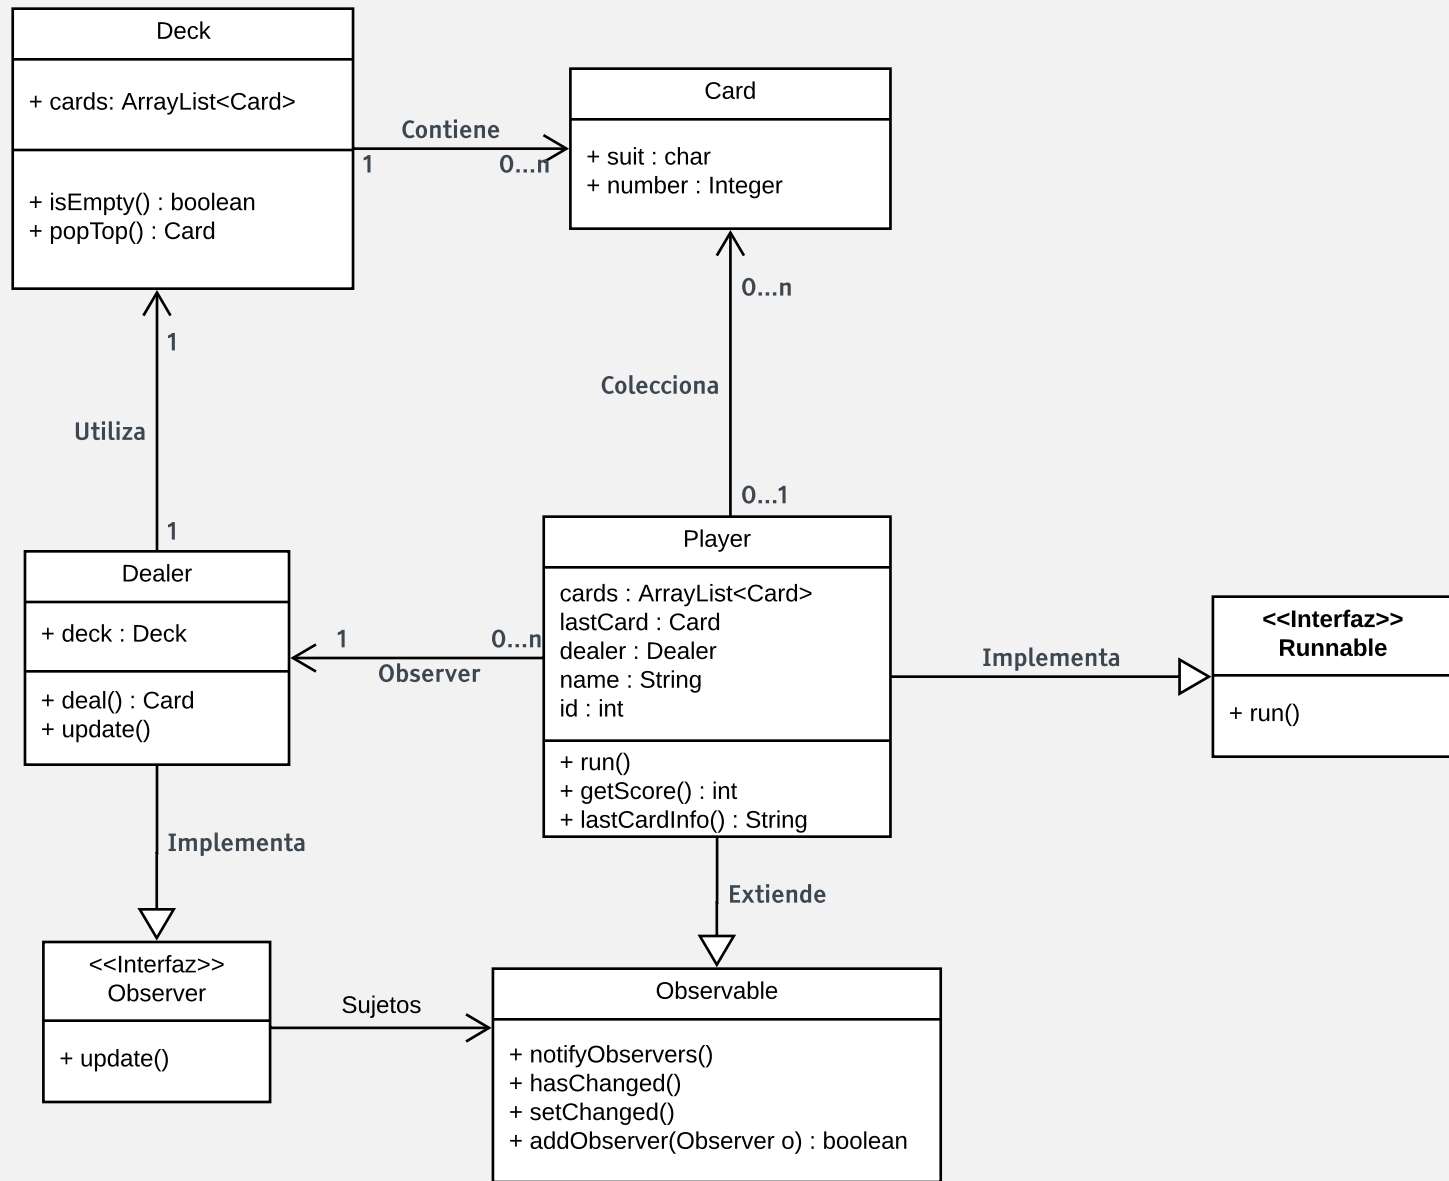 Deck
+ cards: ArrayList<Card>
+ isEmpty() : boolean
+ popTop() : Card
Contiene
1
0...n
Card
+ suit : char
+ number : Integer
0...n
Colecciona
0...1
1
Utiliza
1
Dealer
+ deck : Deck
+ deal() : Card
+ update()
1
0...n
Observer
Player
cards : ArrayList<Card>
lastCard : Card
dealer : Dealer
name : String
id : int
+ run()
+ getScore() : int
+ lastCardInfo() : String
Implementa
<<Interfaz>>
Runnable
+ run()
Implementa
Extiende
<<Interfaz>>
Observer
+ update()
Sujetos
Observable
+ notifyObservers()
+ hasChanged()
+ setChanged()
+ addObserver(Observer o) : boolean